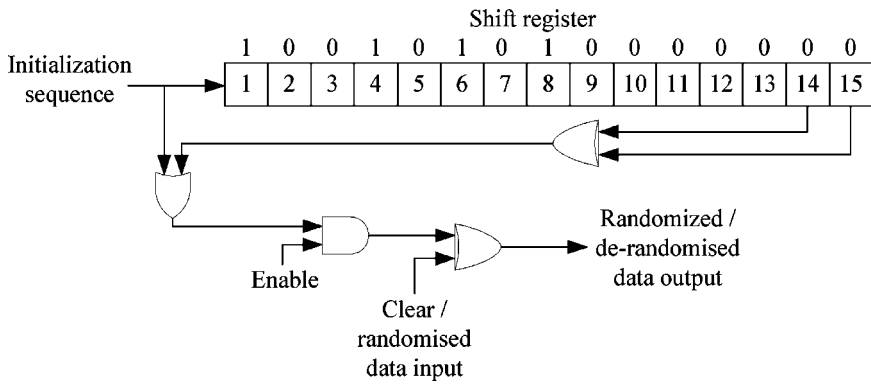 Shift register
1 0 0 1 0 1 0 1 0 0 0 0 0 0 0
Initialization
sequence
1 2 3 4 5 6 7 8 9 10 11 12 13 14 15
Enable
Clear /
randomised
data input
Randomized /
de-randomised
data output